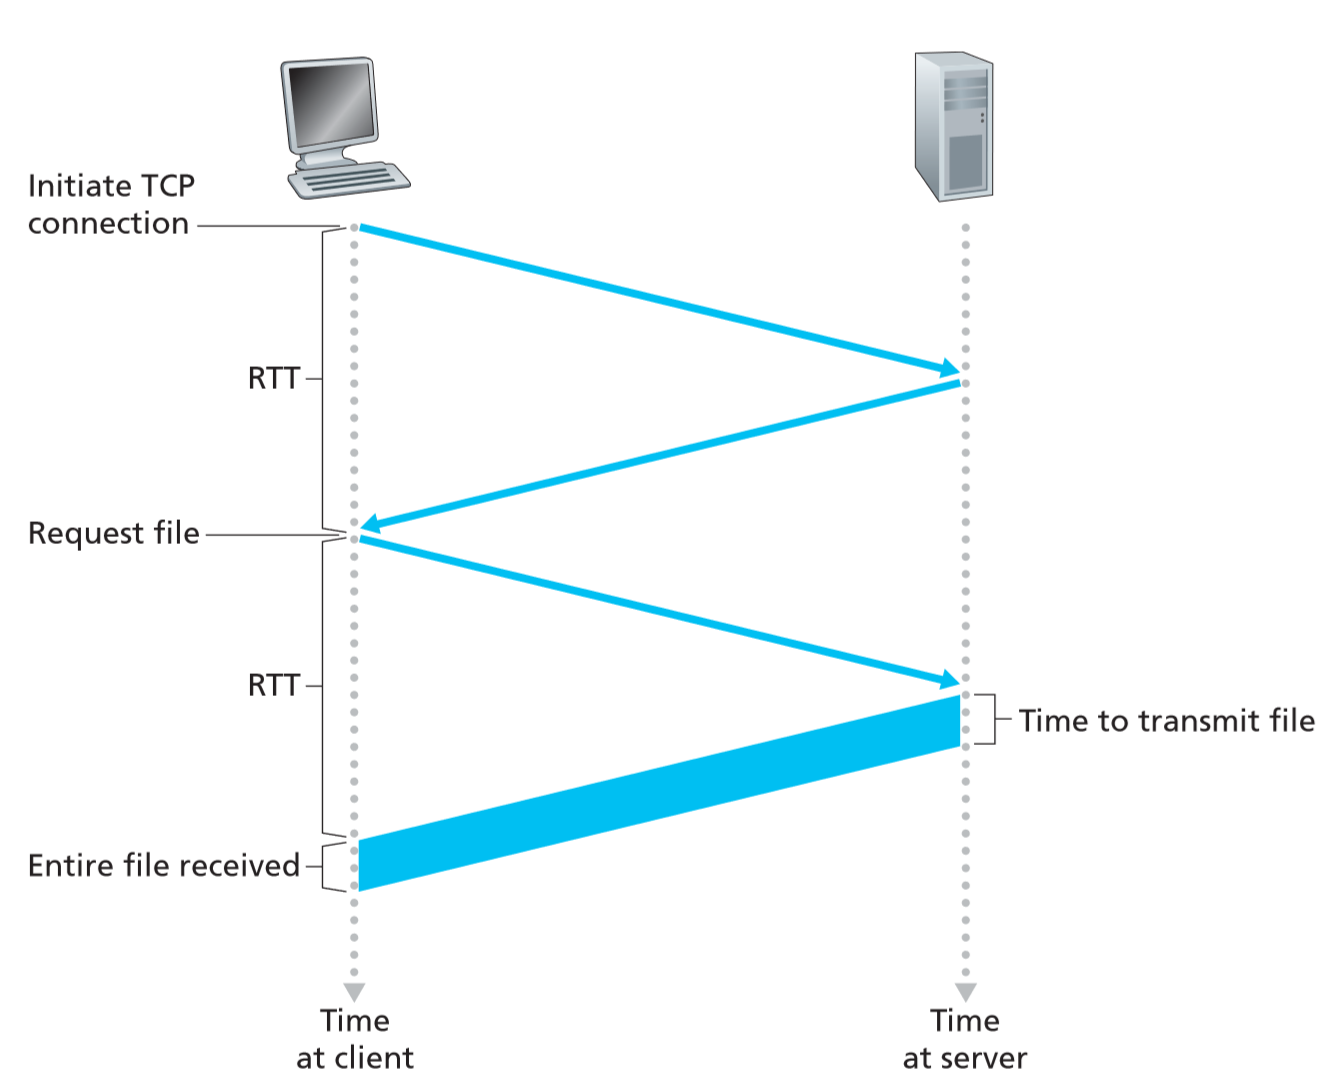 Initiate TCP
connection
RTT
Request file
RTT
Time to transmit file
Entire file received
Time
at client
Time
at server